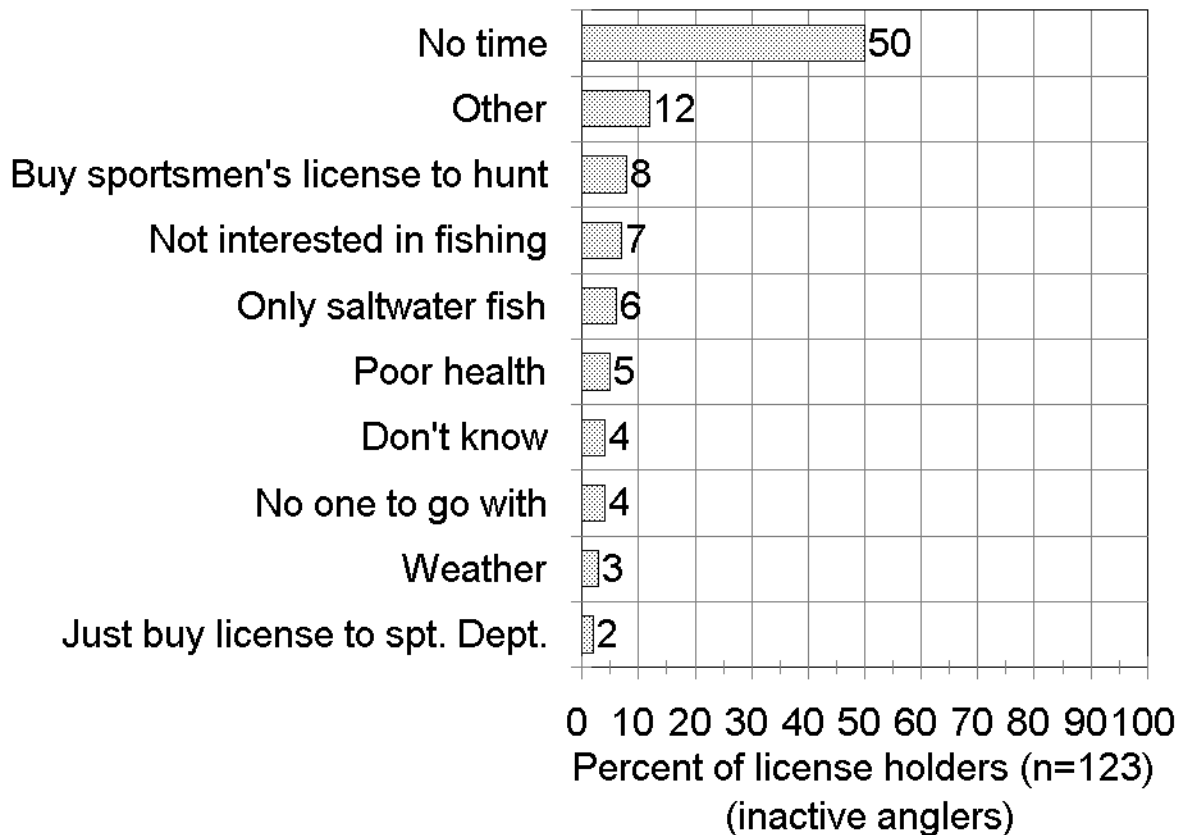 No time 50
Other 12
Buy sportsmen's license to hunt 8
Not interested in fishing 7
Only saltwater fish 6
Poor health 5
Don't know 4
No one to go with 4
Weather 3
Just buy license to spt. Dept. 2
0 10 20 30 40 50 60 70 80 90 100
Percent of license holders (n=123)
(inactive anglers)